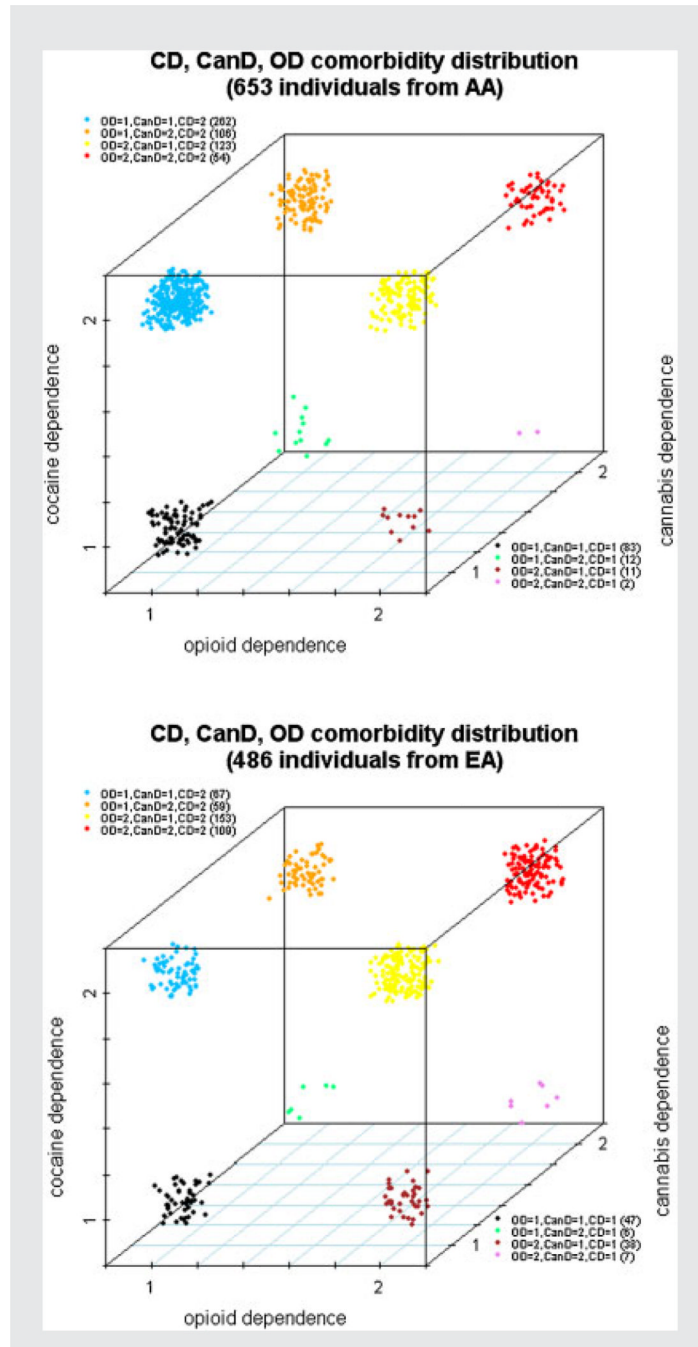 CD, CanD, OD comorbidity distribution
(653 individuals from AA)
OD=1,CanD=1,CD=2 (262)
OD=1,CanD=2,CD=2 (106)
OD=2,CanD=1,CD=2 (123)
OD=2,CanD=2,CD=2 (54)
cocaine dependence
2
1
cannabis dependence
2
1
OD=1,CanD=1,CD=1 (83)
OD=1,CanD=2,CD=1 (12)
OD=2,CanD=1,CD=1 (11)
OD=2,CanD=2,CD=1 (2)
1
2
opioid dependence
CD, CanD, OD comorbidity distribution
(486 individuals from EA)
OD=1,CanD=1,CD=2 (67)
OD=1,CanD=2,CD=2 (59)
OD=2,CanD=1,CD=2 (153)
OD=2,CanD=2,CD=2 (109)
cocaine dependence
2
1
cannabis dependence
2
1
OD=1,CanD=1,CD=1 (47)
OD=1,CanD=2,CD=1 (6)
OD=2,CanD=1,CD=1 (38)
OD=2,CanD=2,CD=1 (7)
1
2
opioid dependence